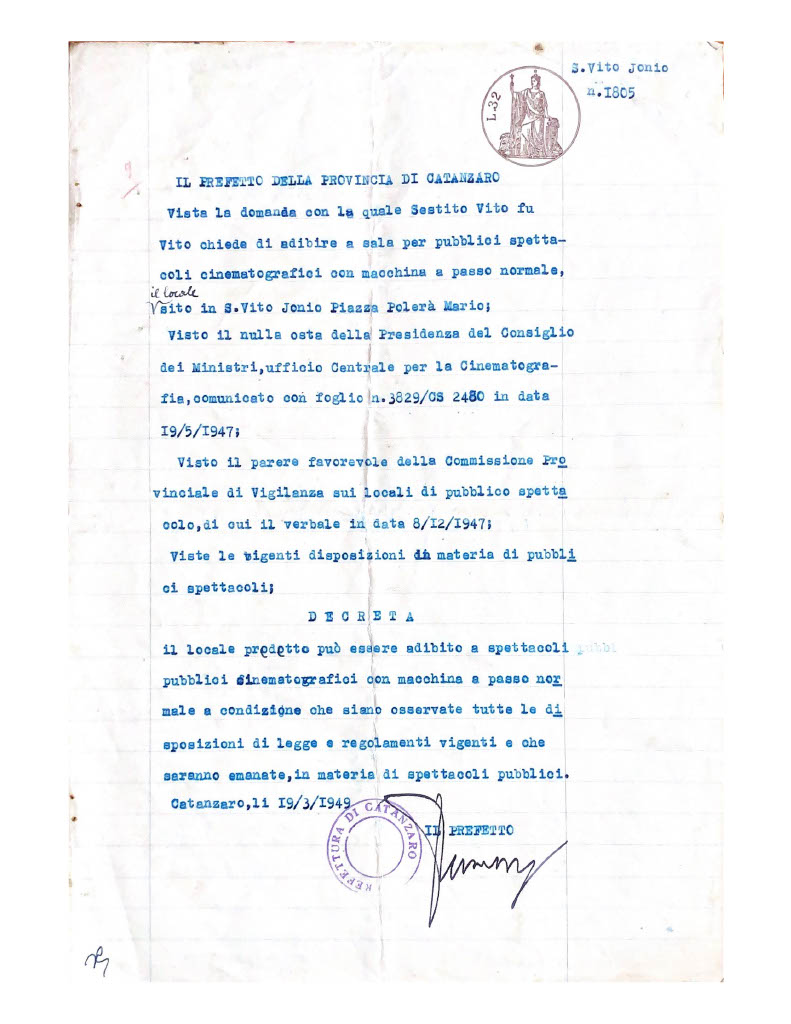 S.Vito Jonio
n.1805
L.32
IL PREFETTO DELLA PROVINCIA DI CATANZARO
Vista la domanda con la quale Sestito Vito fu
Vito chiede di adibire a sala per pubblici spetta-
coli cinematografici con macchina a passo normale,
il locale
sito in S.Vito Jonio Piazza Polerà Mario;
Visto il nulla osta della Presidenza del Consiglio
dei Ministri,ufficio Centrale per la Cinematogra-
fia,comunicato con foglio n.3829/CS 2480 in data
19/5/1947;
Visto il parere favorevole della Commissione Pro
vinciale di Vigilanza sui locali di pubblico spetta
colo,di cui il verbale in data 8/12/1947;
Viste le vigenti disposizioni in materia di pubbli
ci spettacoli;
D E C R E T A
il locale predetto può essere adibito a spettacoli pubbi
pubblici cinematografici con macchina a passo nor
male a condizione che siano osservate tutte le di
sposizioni di legge e regolamenti vigenti e che
saranno emanate,in materia di spettacoli pubblici.
Catanzaro,li 19/3/1949
PREFETTURA DI CATANZARO
IL PREFETTO